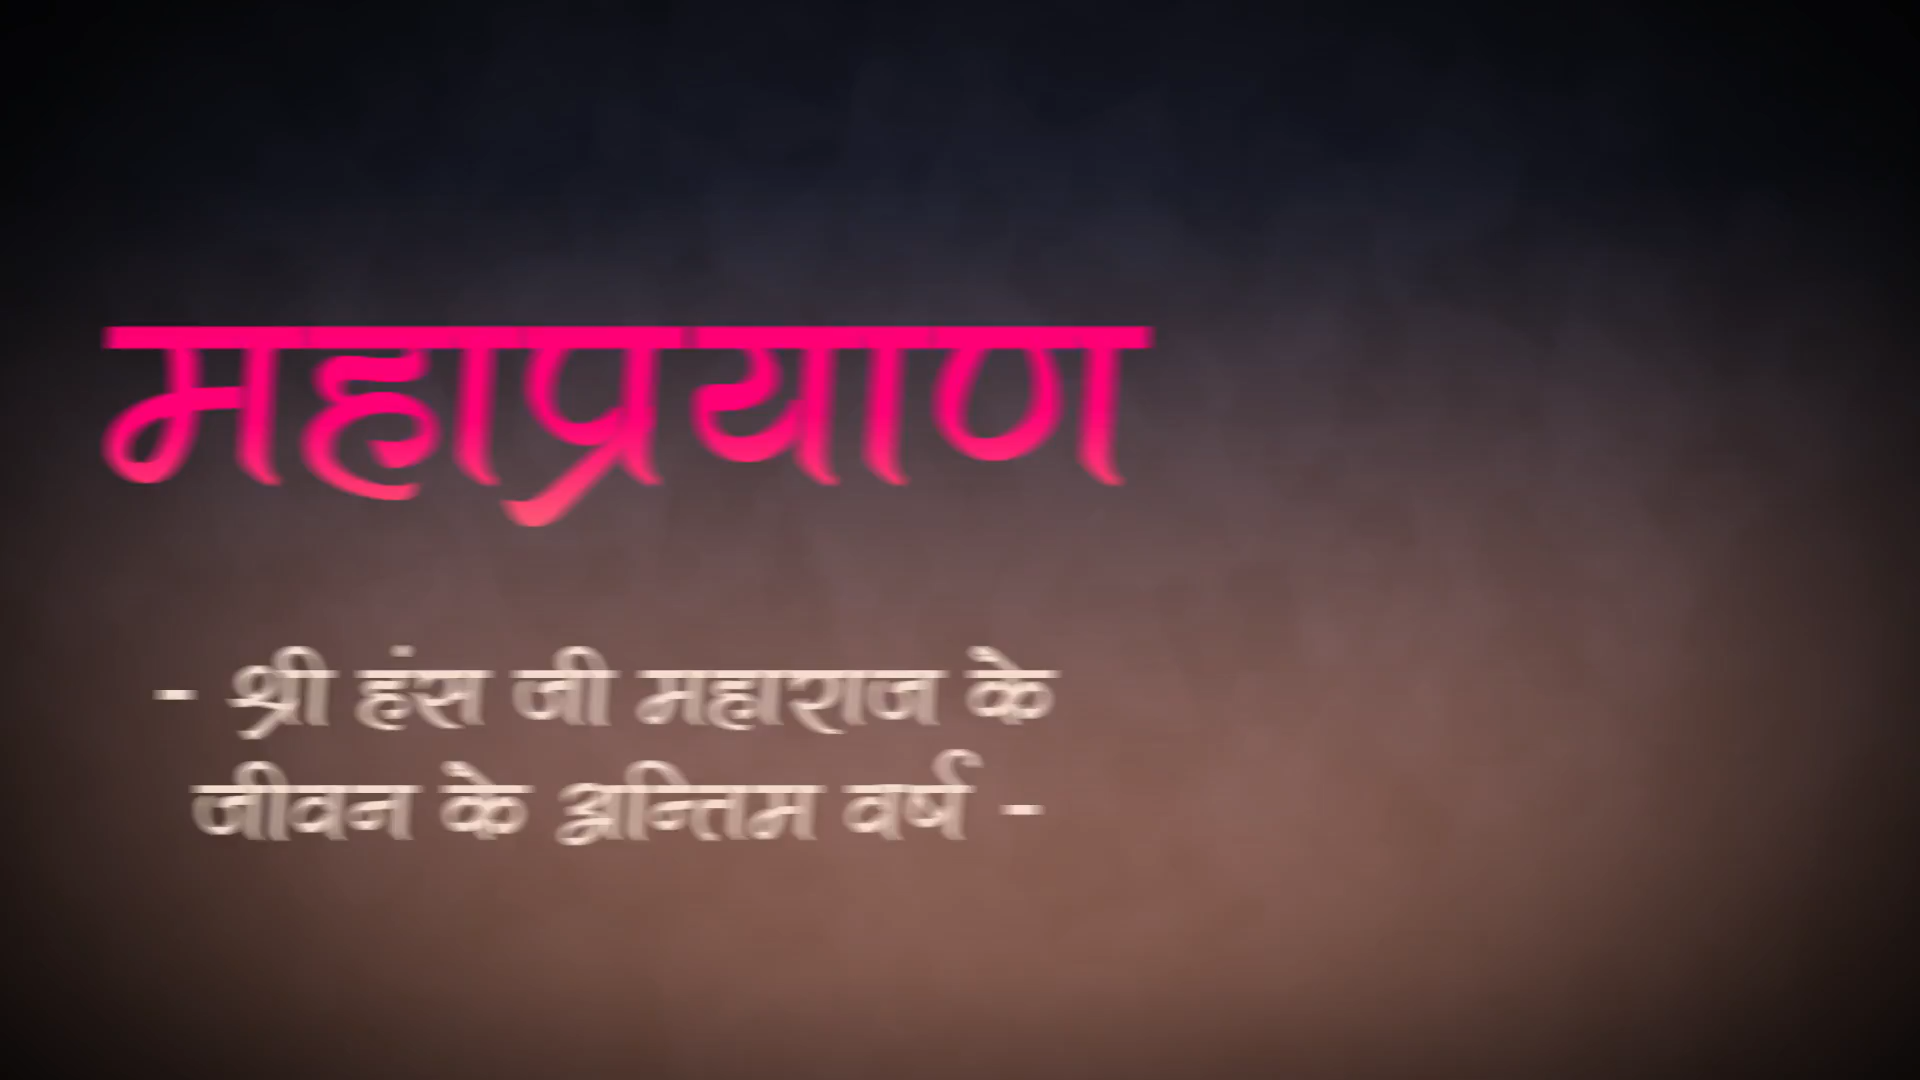 महाप्रयाण
- श्री हंस जी महाराज के
जीवन के अन्तिम वर्ष -